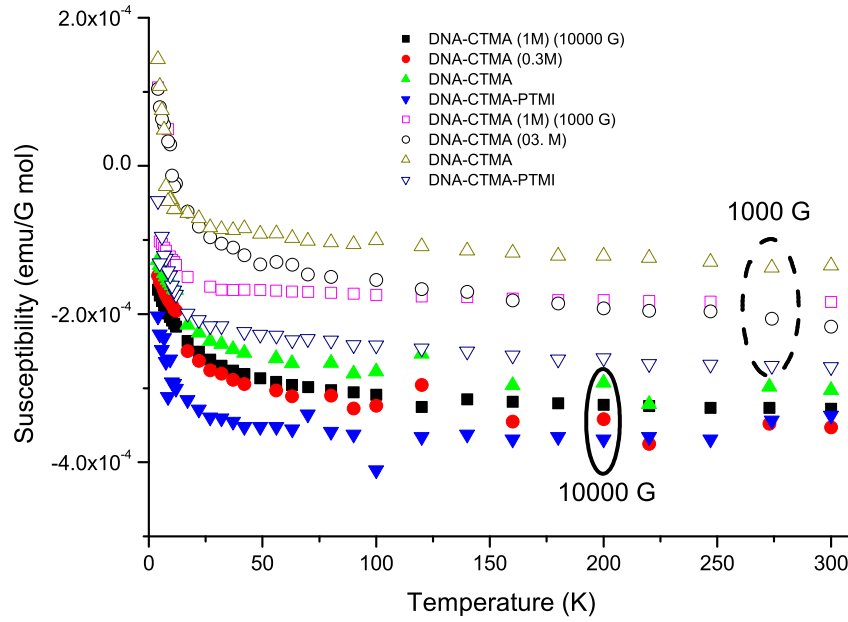 2.0x10⁻⁴
0.0
-2.0x10⁻⁴
-4.0x10⁻⁴
Susceptibility (emu/G mol)
DNA-CTMA (1M) (10000 G)
DNA-CTMA (0.3M)
DNA-CTMA
DNA-CTMA-PTMI
DNA-CTMA (1M) (1000 G)
DNA-CTMA (03. M)
DNA-CTMA
DNA-CTMA-PTMI
1000 G
10000 G
0 50 100 150 200 250 300
Temperature (K)